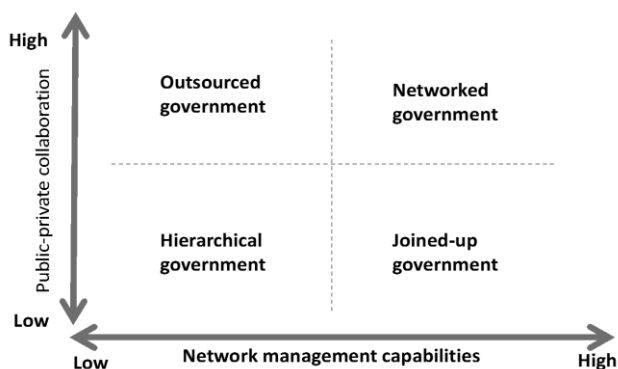 High
Outsourced
government
Networked
government
Public-private collaboration
Hierarchical
government
Joined-up
government
Low
Low
Network management capabilities
High